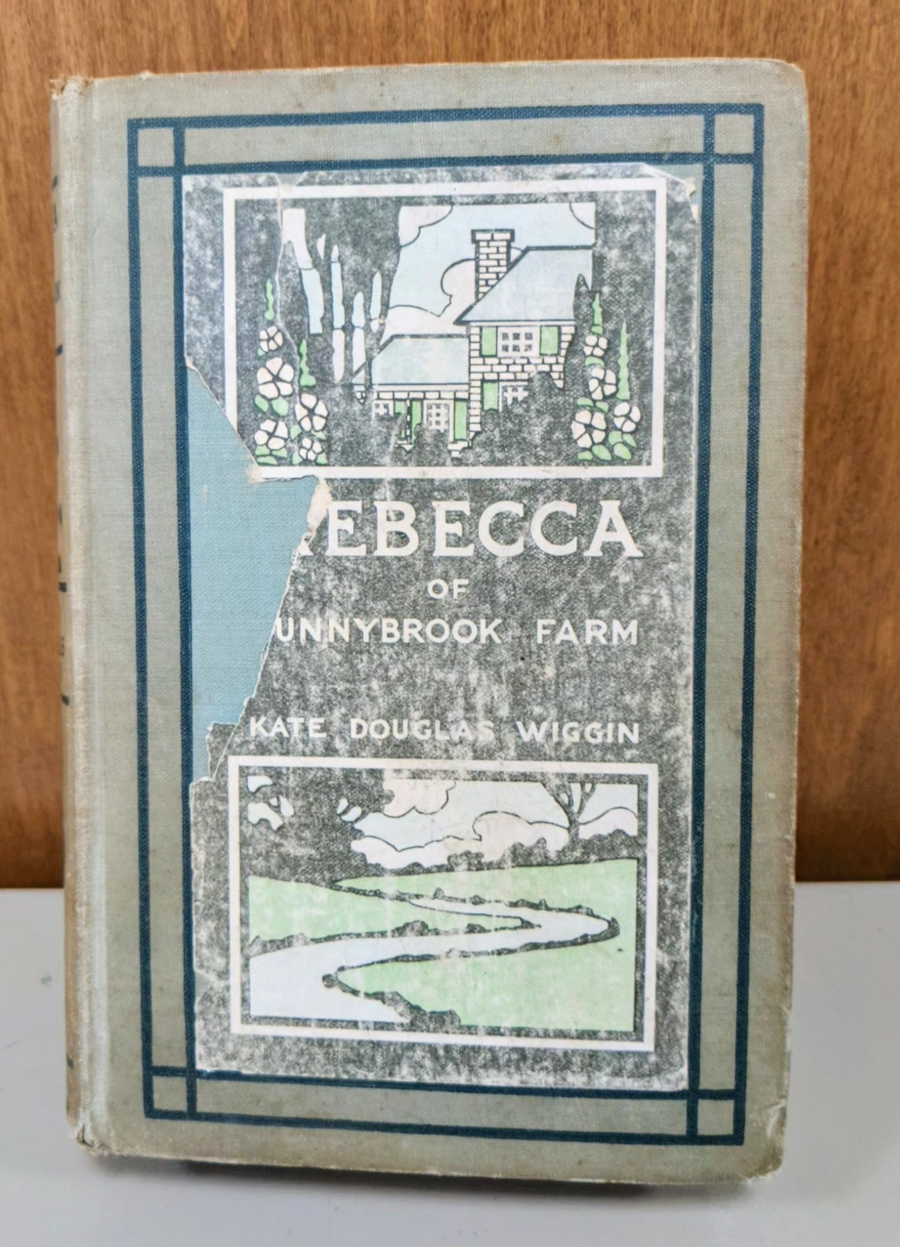 EBECCA
OF
UNNYBROOK FARM
KATE DOUGLAS WIGGIN